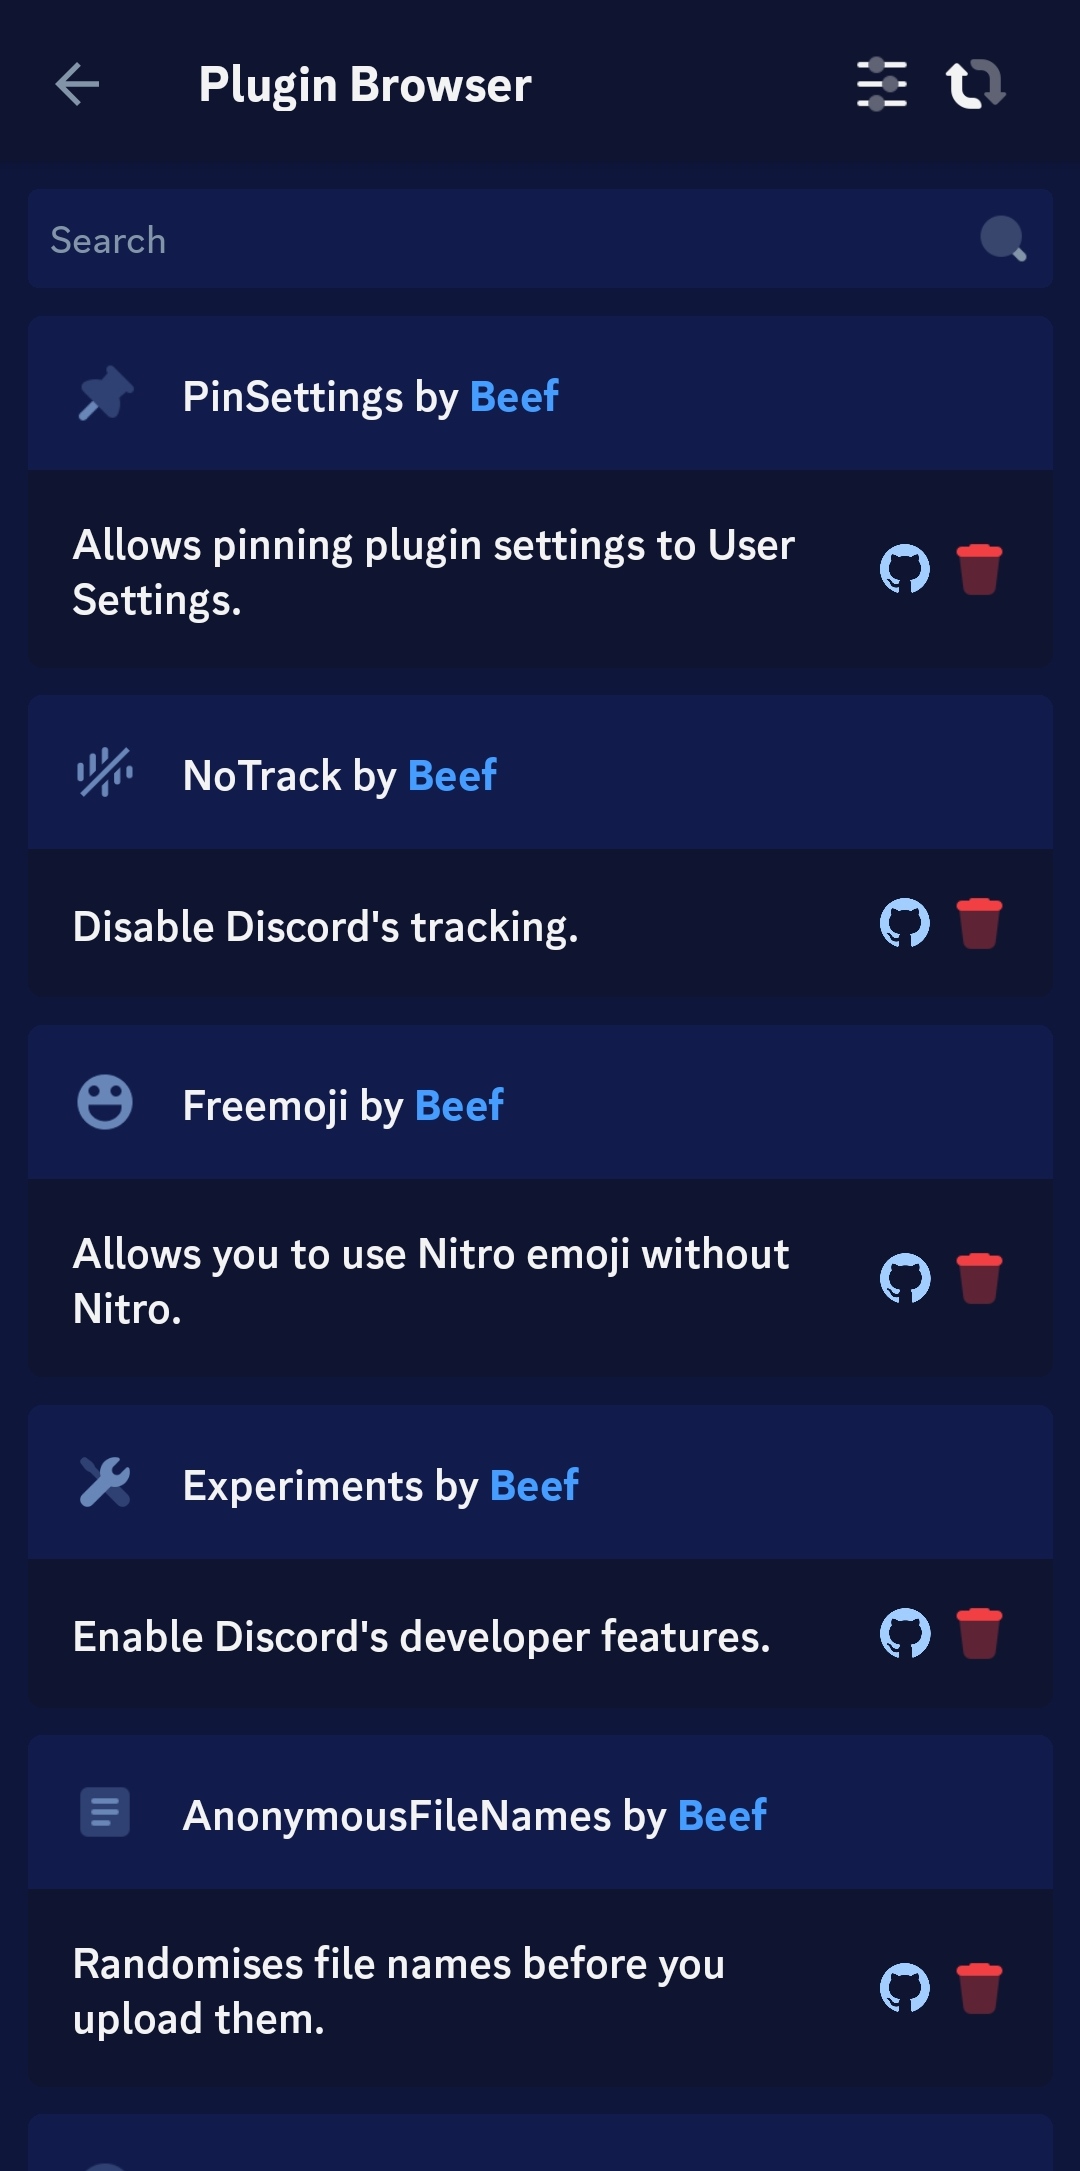 Plugin Browser
Search
PinSettings by Beef
Allows pinning plugin settings to User
Settings.
NoTrack by Beef
Disable Discord's tracking.
Freemoji by Beef
Allows you to use Nitro emoji without
Nitro.
Experiments by Beef
Enable Discord's developer features.
AnonymousFileNames by Beef
Randomises file names before you
upload them.